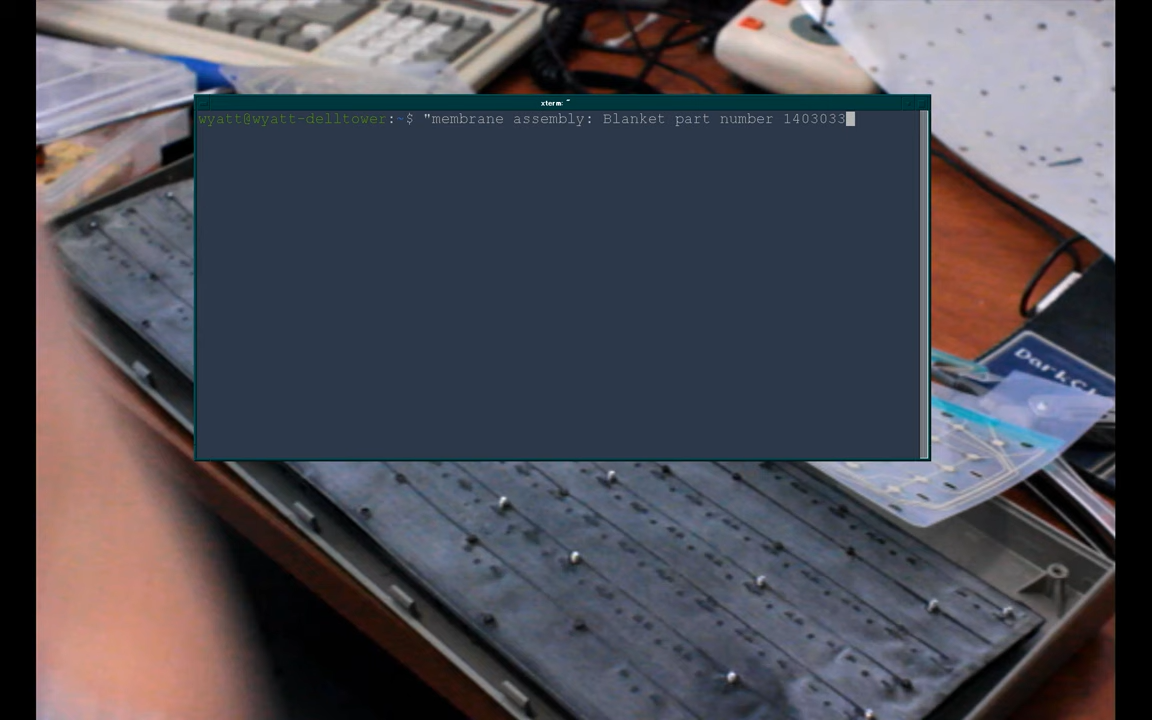 xterm: ~
wyatt@wyatt-delltower:~$ "membrane assembly: Blanket part number 1403033